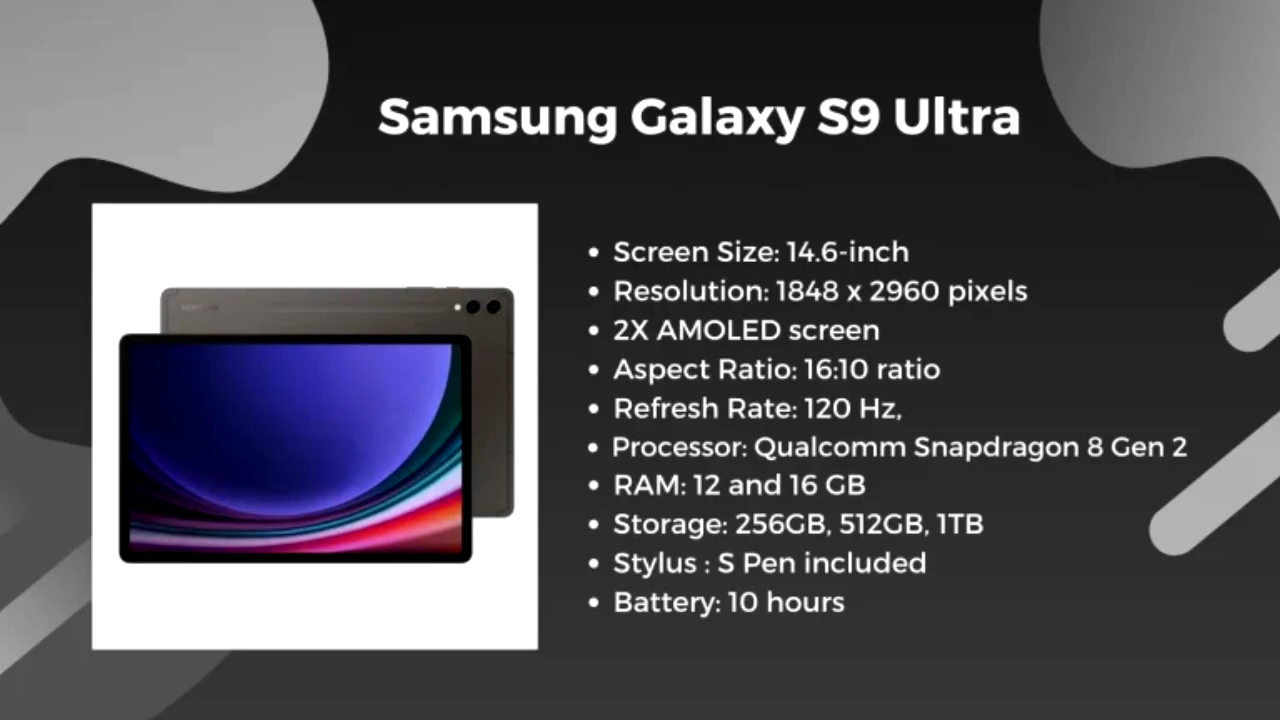 Samsung Galaxy S9 Ultra
• Screen Size: 14.6-inch
• Resolution: 1848 x 2960 pixels
• 2X AMOLED screen
• Aspect Ratio: 16:10 ratio
• Refresh Rate: 120 Hz,
• Processor: Qualcomm Snapdragon 8 Gen 2
• RAM: 12 and 16 GB
• Storage: 256GB, 512GB, 1TB
• Stylus : S Pen included
• Battery: 10 hours